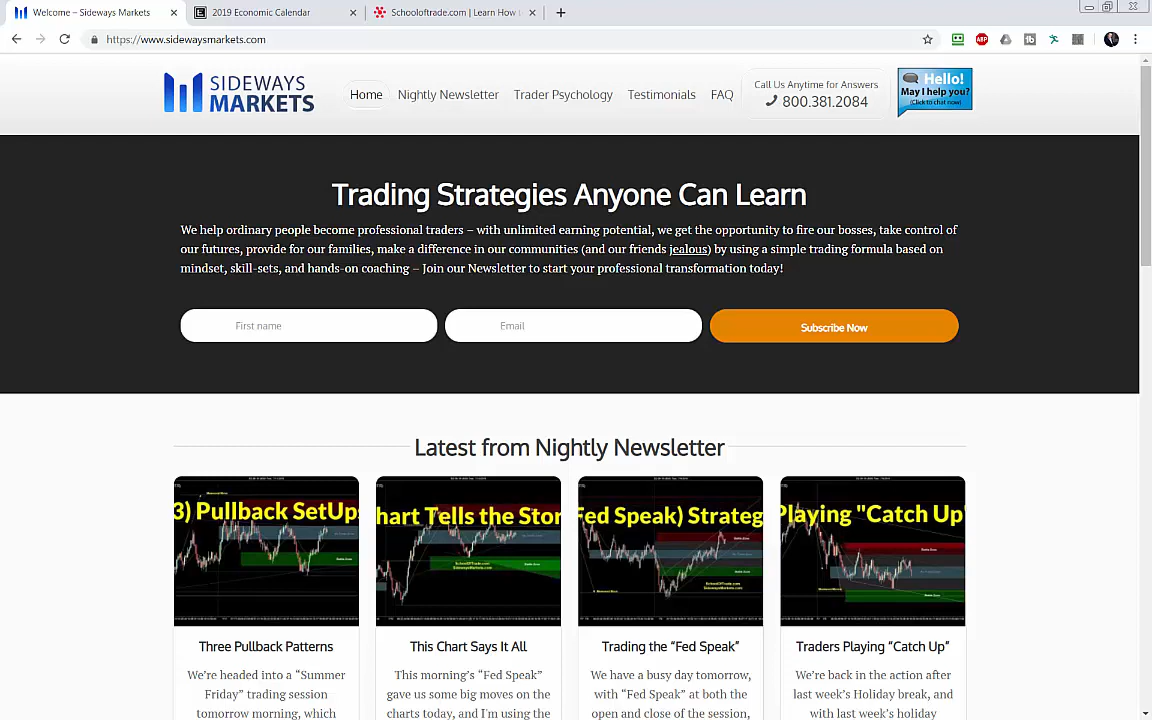 Welcome – Sideways Markets
2019 Economic Calendar
Schooloftrade.com | Learn How
https://www.sidewaysmarkets.com
SIDEWAYS
MARKETS
Home
Nightly Newsletter
Trader Psychology
Testimonials
FAQ
Call Us Anytime for Answers
800.381.2084
Hello!
May I help you?
(Click to chat now)
Trading Strategies Anyone Can Learn
We help ordinary people become professional traders – with unlimited earning potential, we get the opportunity to fire our bosses, take control of
our futures, provide for our families, make a difference in our communities (and our friends jealous) by using a simple trading formula based on
mindset, skill-sets, and hands-on coaching – Join our Newsletter to start your professional transformation today!
First name
Email
Subscribe Now
Latest from Nightly Newsletter
3) Pullback SetUps
hart Tells the Stor
Fed Speak) Strateg
Playing "Catch Up"
Three Pullback Patterns
This Chart Says It All
Trading the “Fed Speak”
Traders Playing “Catch Up”
We’re headed into a “Summer
Friday” trading session
tomorrow morning, which
This morning’s “Fed Speak”
gave us some big moves on the
charts today, and I’m using the
We have a busy day tomorrow,
with “Fed Speak” at both the
open and close of the session,
We’re back in the action after
last week’s Holiday break, and
with last week’s holiday